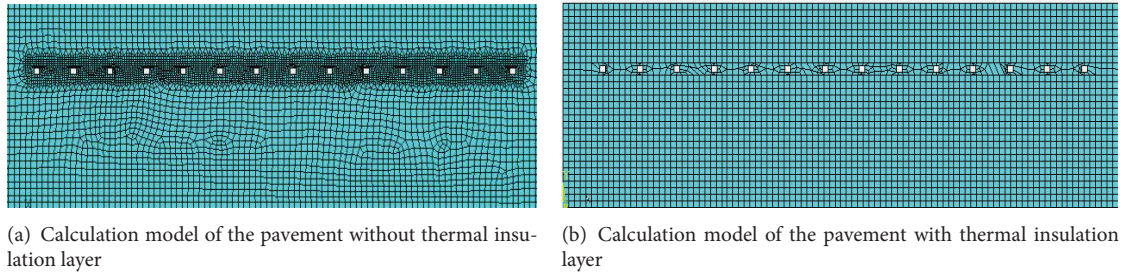 (a) Calculation model of the pavement without thermal insu-
lation layer
(b) Calculation model of the pavement with thermal insulation
layer